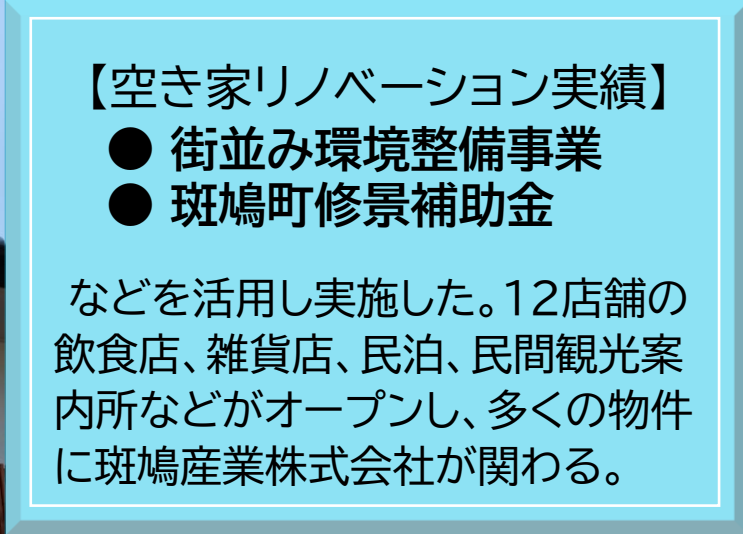 【空き家リノベーション実績】
● 街並み環境整備事業
● 斑鳩町修景補助金
などを活用し実施した。12店舗の
飲食店、雑貨店、民泊、民間観光案
内所などがオープンし、多くの物件
に斑鳩産業株式会社が関わる。